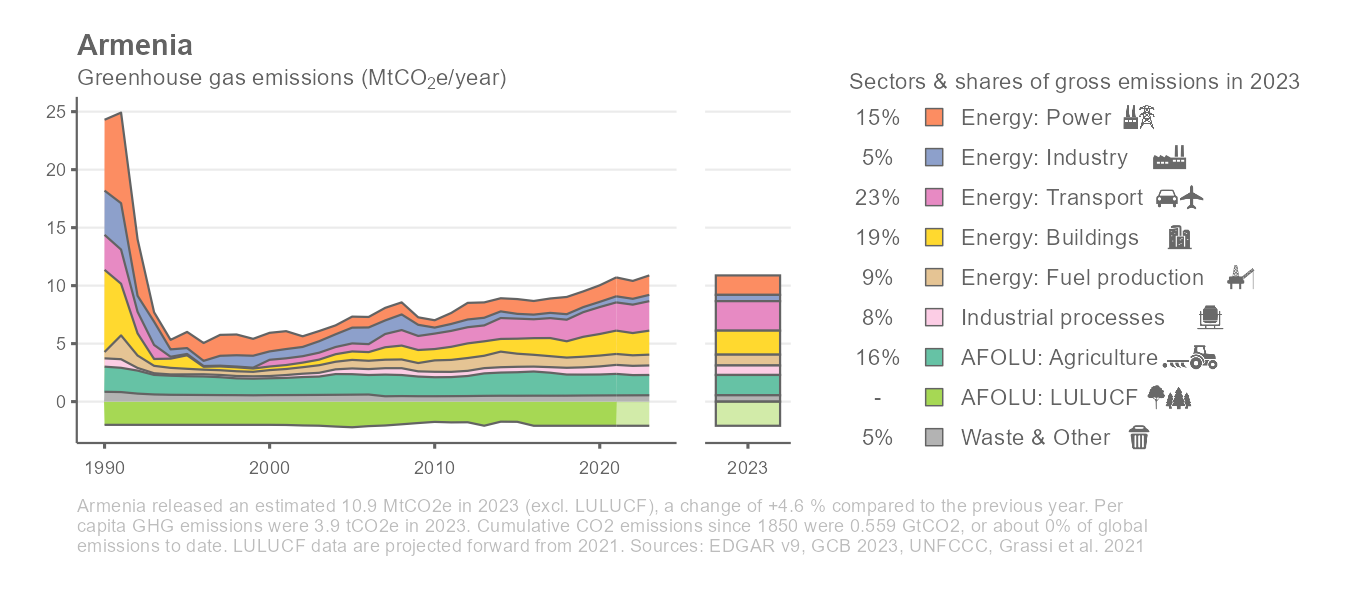 Armenia
Greenhouse gas emissions (MtCO₂e/year)
25
20
15
10
5
0
1990
2000
2010
2020
2023
Sectors & shares of gross emissions in 2023
15% Energy: Power
5% Energy: Industry
23% Energy: Transport
19% Energy: Buildings
9% Energy: Fuel production
8% Industrial processes
16% AFOLU: Agriculture
- AFOLU: LULUCF
5% Waste & Other
Armenia released an estimated 10.9 MtCO2e in 2023 (excl. LULUCF), a change of +4.6 % compared to the previous year. Per
capita GHG emissions were 3.9 tCO2e in 2023. Cumulative CO2 emissions since 1850 were 0.559 GtCO2, or about 0% of global
emissions to date. LULUCF data are projected forward from 2021. Sources: EDGAR v9, GCB 2023, UNFCCC, Grassi et al. 2021